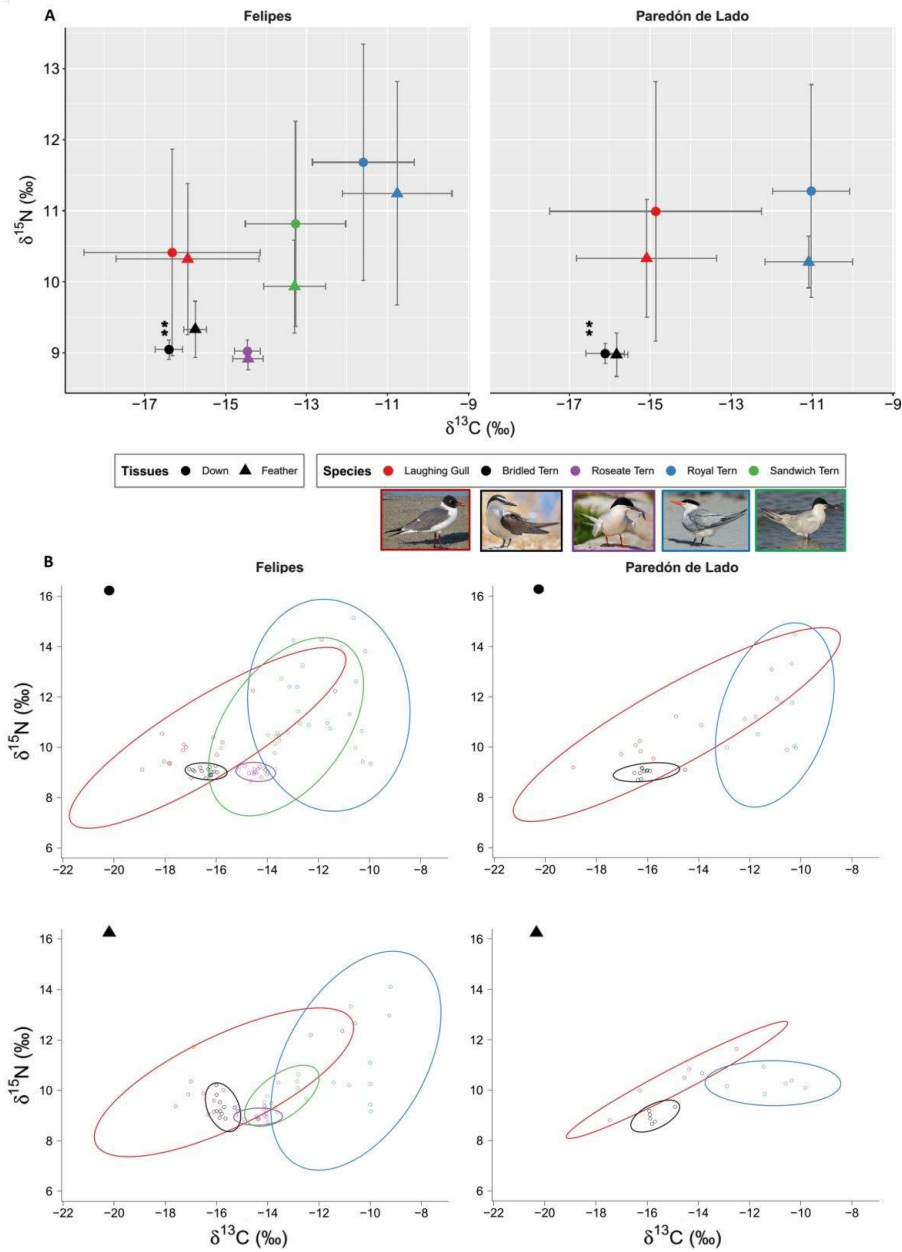 A
Felipes
Paredón de Lado
δ15N (‰)
13
12
11
10
9
**
**
−17 −15 −13 −11 −9
−17 −15 −13 −11 −9
δ13C (‰)
δ13C (‰)
Tissues Down Feather
Species Laughing Gull Bridled Tern Roseate Tern Royal Tern Sandwich Tern
B
Felipes
Paredón de Lado
δ15N (‰)
16
14
12
10
8
6
−22 −20 −18 −16 −14 −12 −10 −8
δ15N (‰)
16
14
12
10
8
6
−22 −20 −18 −16 −14 −12 −10 −8
δ15N (‰)
16
14
12
10
8
6
−22 −20 −18 −16 −14 −12 −10 −8
δ13C (‰)
δ15N (‰)
16
14
12
10
8
6
−22 −20 −18 −16 −14 −12 −10 −8
δ13C (‰)